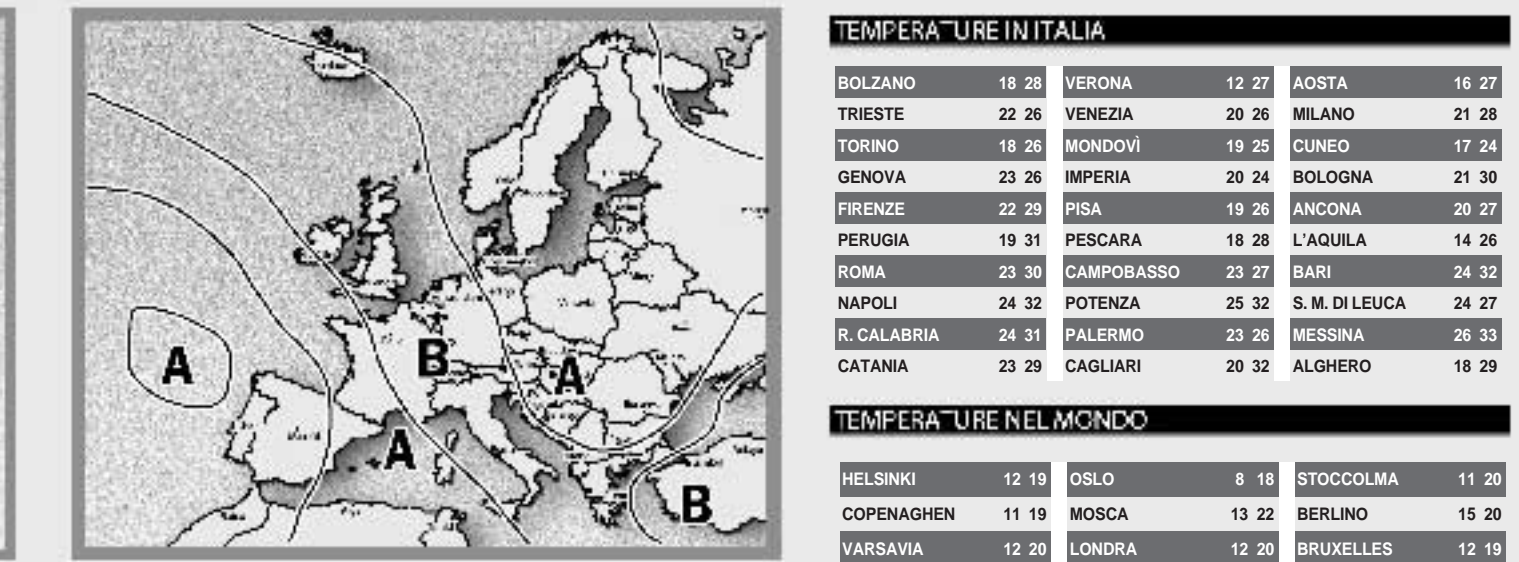 A
B
A
A
B
TEMPERATURE IN ITALIA
BOLZANO 18 28 VERONA 12 27 AOSTA 16 27
TRIESTE 22 26 VENEZIA 20 26 MILANO 21 28
TORINO 18 26 MONDOVÌ 19 25 CUNEO 17 24
GENOVA 23 26 IMPERIA 20 24 BOLOGNA 21 30
FIRENZE 22 29 PISA 19 26 ANCONA 20 27
PERUGIA 19 31 PESCARA 18 28 L'AQUILA 14 26
ROMA 23 30 CAMPOBASSO 23 27 BARI 24 32
NAPOLI 24 32 POTENZA 25 32 S. M. DI LEUCA 24 27
R. CALABRIA 24 31 PALERMO 23 26 MESSINA 26 33
CATANIA 23 29 CAGLIARI 20 32 ALGHERO 18 29
TEMPERATURE NEL MONDO
HELSINKI 12 19 OSLO 8 18 STOCCOLMA 11 20
COPENAGHEN 11 19 MOSCA 13 22 BERLINO 15 20
VARSAVIA 12 20 LONDRA 12 20 BRUXELLES 12 19